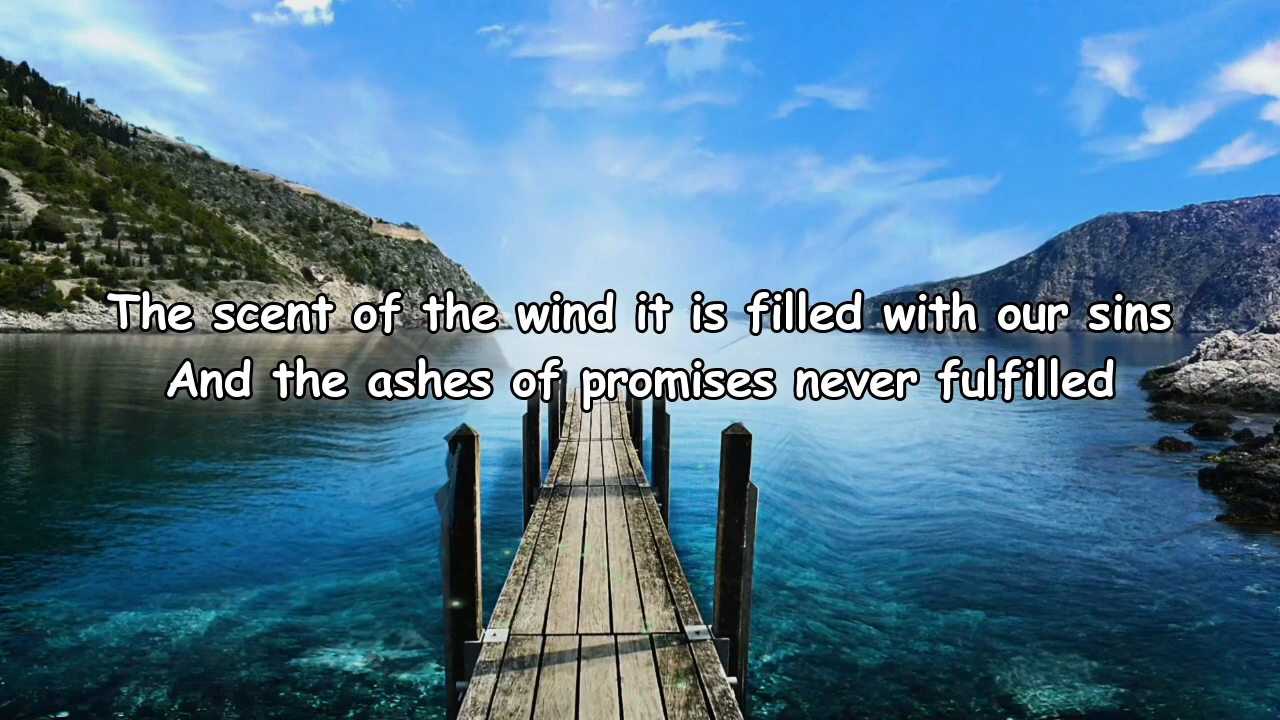 The scent of the wind it is filled with our sins
And the ashes of promises never fulfilled